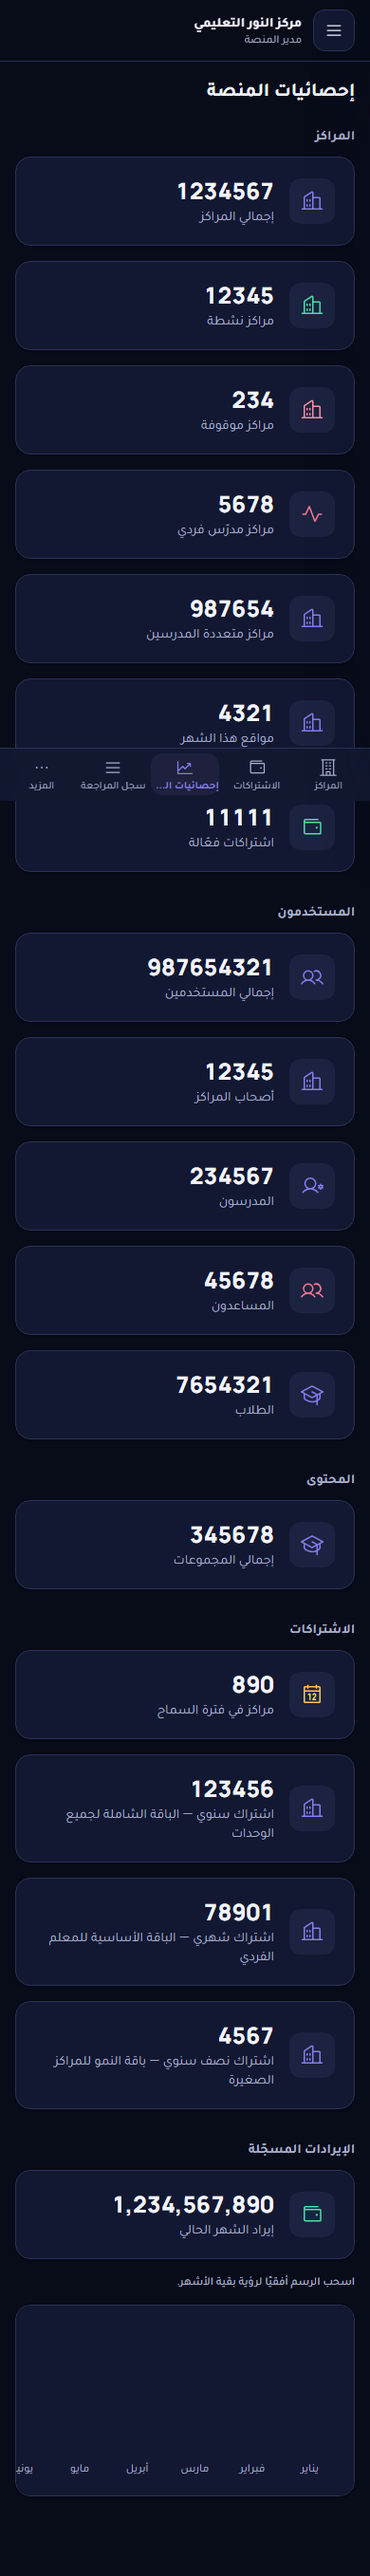 مركز النور التعليمي
مدير المنصة
إحصائيات المنصة
المراكز
1234567
إجمالي المراكز
12345
مراكز نشطة
234
مراكز موقوفة
5678
مراكز مدرّس فردي
987654
مراكز متعددة المدرسين
4321
مواقع هذا الشهر
المراكز
الاشتراكات
إحصائيات الـ...
سجل المراجعة
المزيد
11111
اشتراكات فعّالة
المستخدمون
987654321
إجمالي المستخدمين
12345
أصحاب المراكز
234567
المدرسون
45678
المساعدون
7654321
الطلاب
المحتوى
345678
إجمالي المجموعات
الاشتراكات
12
890
مراكز في فترة السماح
123456
اشتراك سنوي — الباقة الشاملة لجميع
الوحدات
78901
اشتراك شهري — الباقة الأساسية للمعلم
الفردي
4567
اشتراك نصف سنوي — باقة النمو للمراكز
الصغيرة
الإيرادات المسجّلة
1,234,567,890
إيراد الشهر الحالي
اسحب الرسم أفقيًا لرؤية بقية الأشهر.
يناير
فبراير
مارس
أبريل
مايو